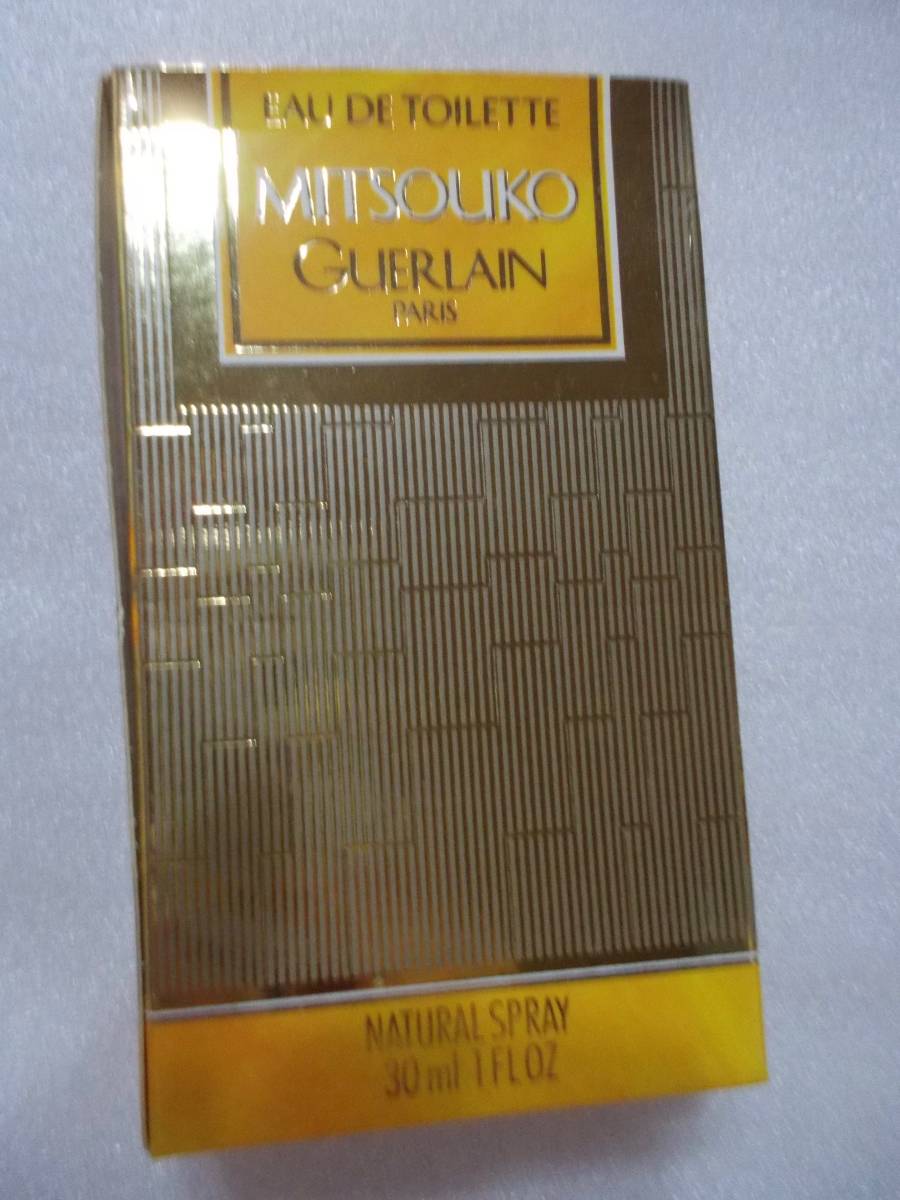 EAU DE TOILETTE
MITSOUKO
GUERLAIN
PARIS
NATURAL SPRAY
30 ml 1 FL OZ